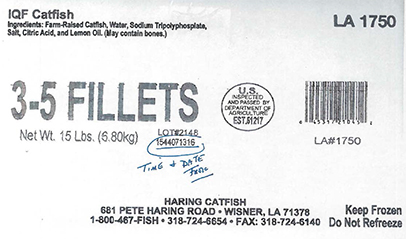 IQF Catfish
LA 1750
Ingredients: Farm-Raised Catfish, Water, Sodium Tripolyphosphate,
Salt, Citric Acid, and Lemon Oil. (May contain bones.)
3-5 FILLETS
U.S.
INSPECTED
AND PASSED BY
DEPARTMENT OF
AGRICULTURE
EST.61217
Net Wt. 15 Lbs. (6.80kg)
LOT#2148
1544071316
LA#1750
TIME & DATE
HARING CATFISH
681 PETE HARING ROAD • WISNER, LA 71378
1-800-467-FISH • 318-724-6654 • FAX: 318-724-6140
Keep Frozen
Do Not Refreeze